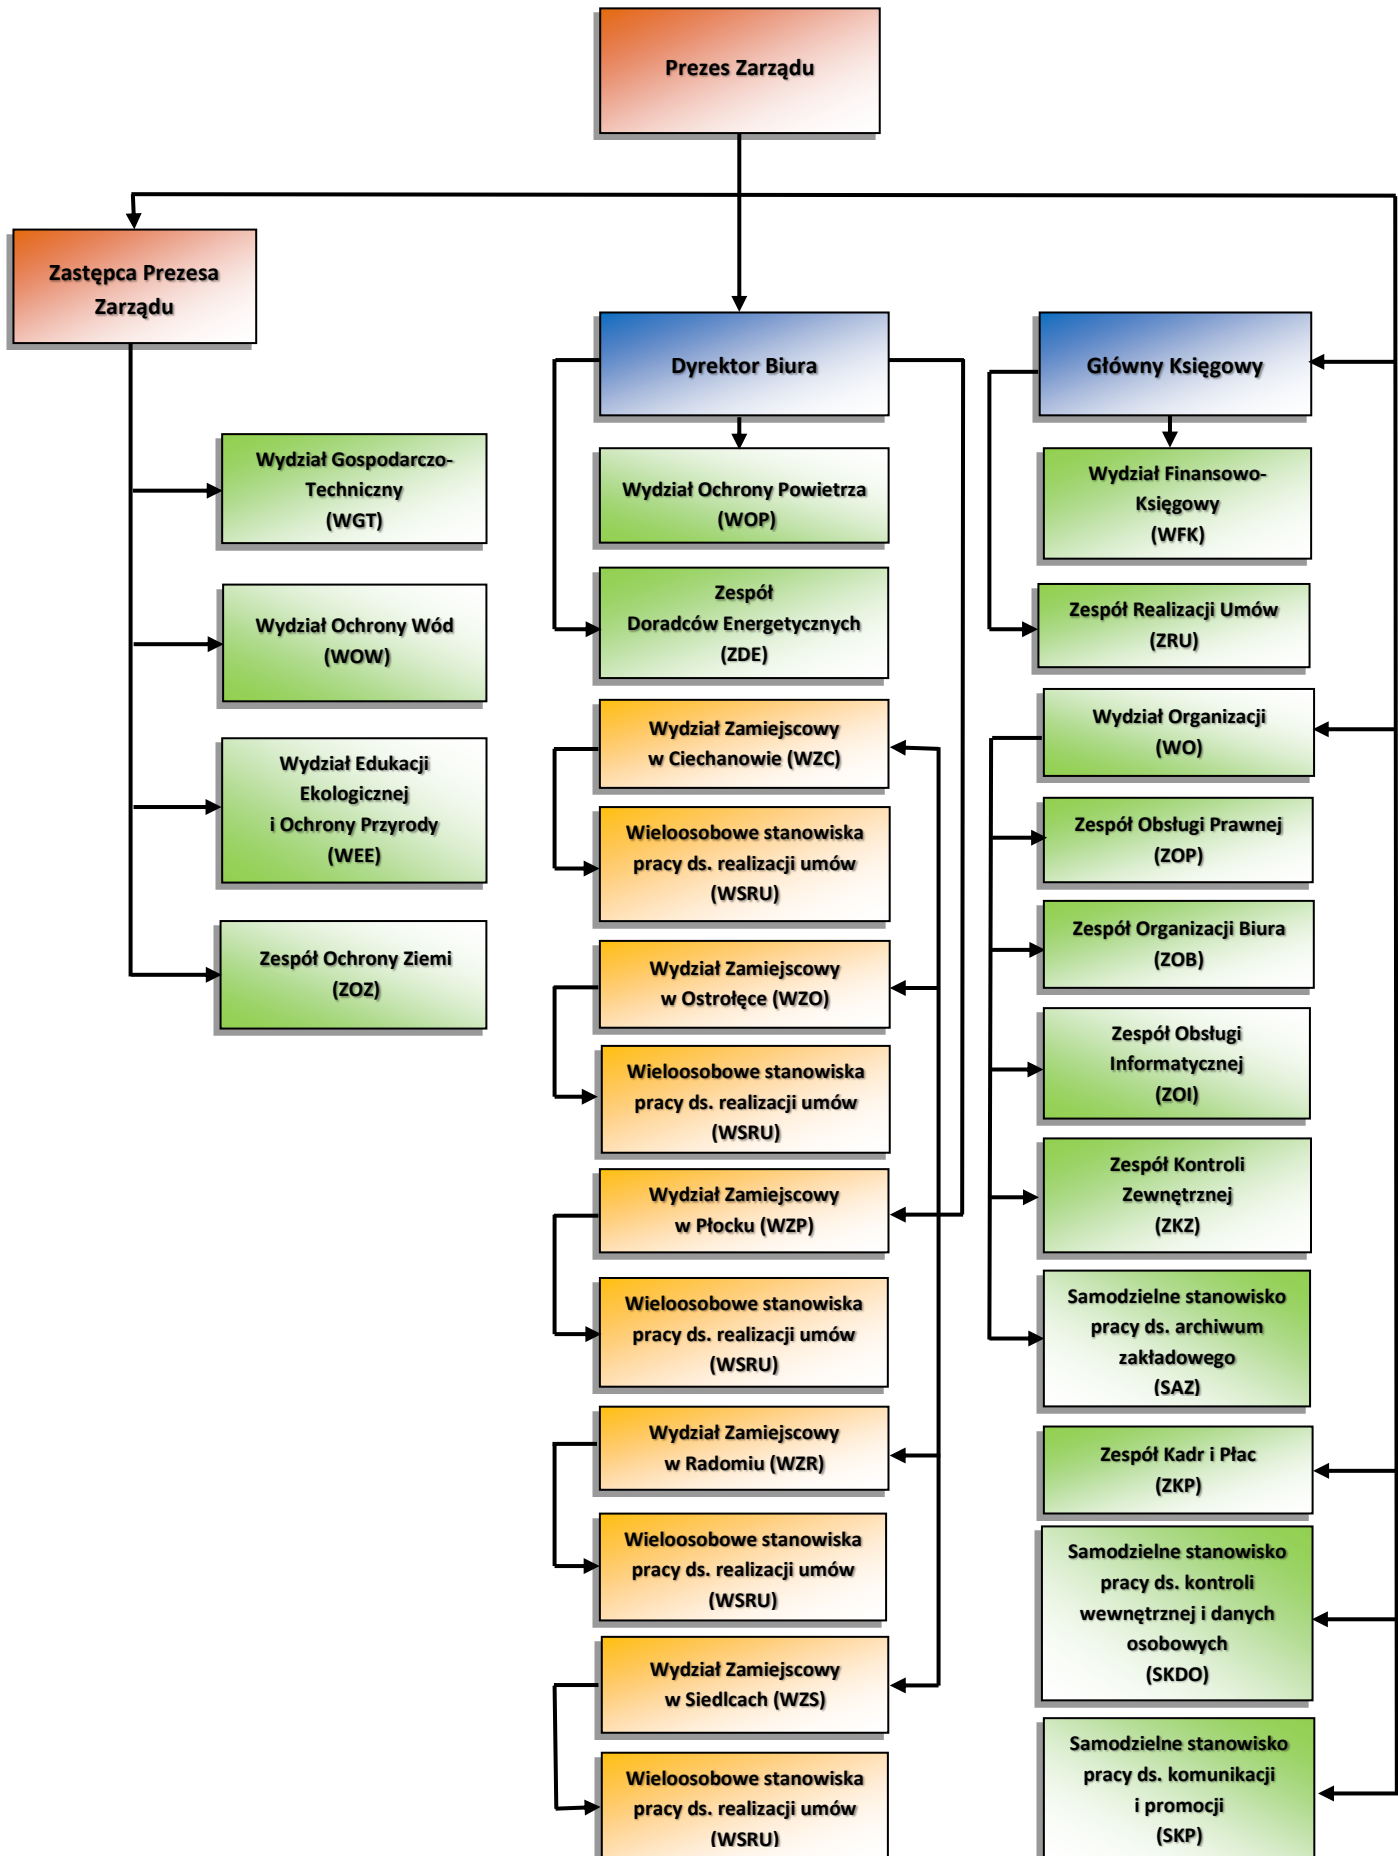 Prezes Zarządu
Zastępca Prezesa
Zarządu
Wydział Gospodarczo-
Techniczny
(WGT)
Wydział Ochrony Wód
(WOW)
Wydział Edukacji
Ekologicznej
i Ochrony Przyrody
(WEE)
Zespół Ochrony Ziemi
(ZOZ)
Dyrektor Biura
Wydział Ochrony Powietrza
(WOP)
Zespół
Doradców Energetycznych
(ZDE)
Wydział Zamiejscowy
w Ciechanowie (WZC)
Wieloosobowe stanowiska
pracy ds. realizacji umów
(WSRU)
Wydział Zamiejscowy
w Ostrołęce (WZO)
Wieloosobowe stanowiska
pracy ds. realizacji umów
(WSRU)
Wydział Zamiejscowy
w Płocku (WZP)
Wieloosobowe stanowiska
pracy ds. realizacji umów
(WSRU)
Wydział Zamiejscowy
w Radomiu (WZR)
Wieloosobowe stanowiska
pracy ds. realizacji umów
(WSRU)
Wydział Zamiejscowy
w Siedlcach (WZS)
Wieloosobowe stanowiska
pracy ds. realizacji umów
(WSRU)
Główny Księgowy
Wydział Finansowo-
Księgowy
(WFK)
Zespół Realizacji Umów
(ZRU)
Wydział Organizacji
(WO)
Zespół Obsługi Prawnej
(ZOP)
Zespół Organizacji Biura
(ZOB)
Zespół Obsługi
Informatycznej
(ZOI)
Zespół Kontroli
Zewnętrznej
(ZKZ)
Samodzielne stanowisko
pracy ds. archiwum
zakładowego
(SAZ)
Zespół Kadr i Płac
(ZKP)
Samodzielne stanowisko
pracy ds. kontroli
wewnętrznej i danych
osobowych
(SKDO)
Samodzielne stanowisko
pracy ds. komunikacji
i promocji
(SKP)